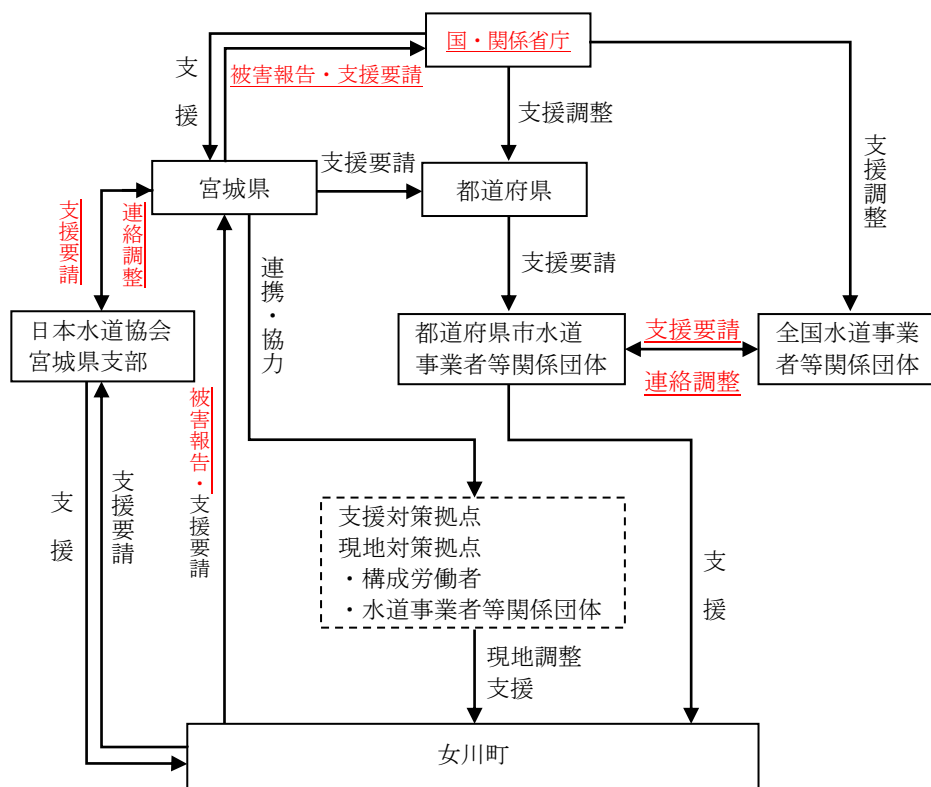 国・関係省庁
支援
被害報告・支援要請
支援調整
支援調整
宮城県
支援要請
都道府県
支援要請
連絡調整
連携・協力
支援要請
日本水道協会
宮城県支部
都道府県市水道
事業者等関係団体
支援要請
連絡調整
全国水道事業
者等関係団体
被害報告・支援要請
支援
支援要請
支援対策拠点
現地対策拠点
・構成労働者
・水道事業者等関係団体
支援
現地調整
支援
女川町